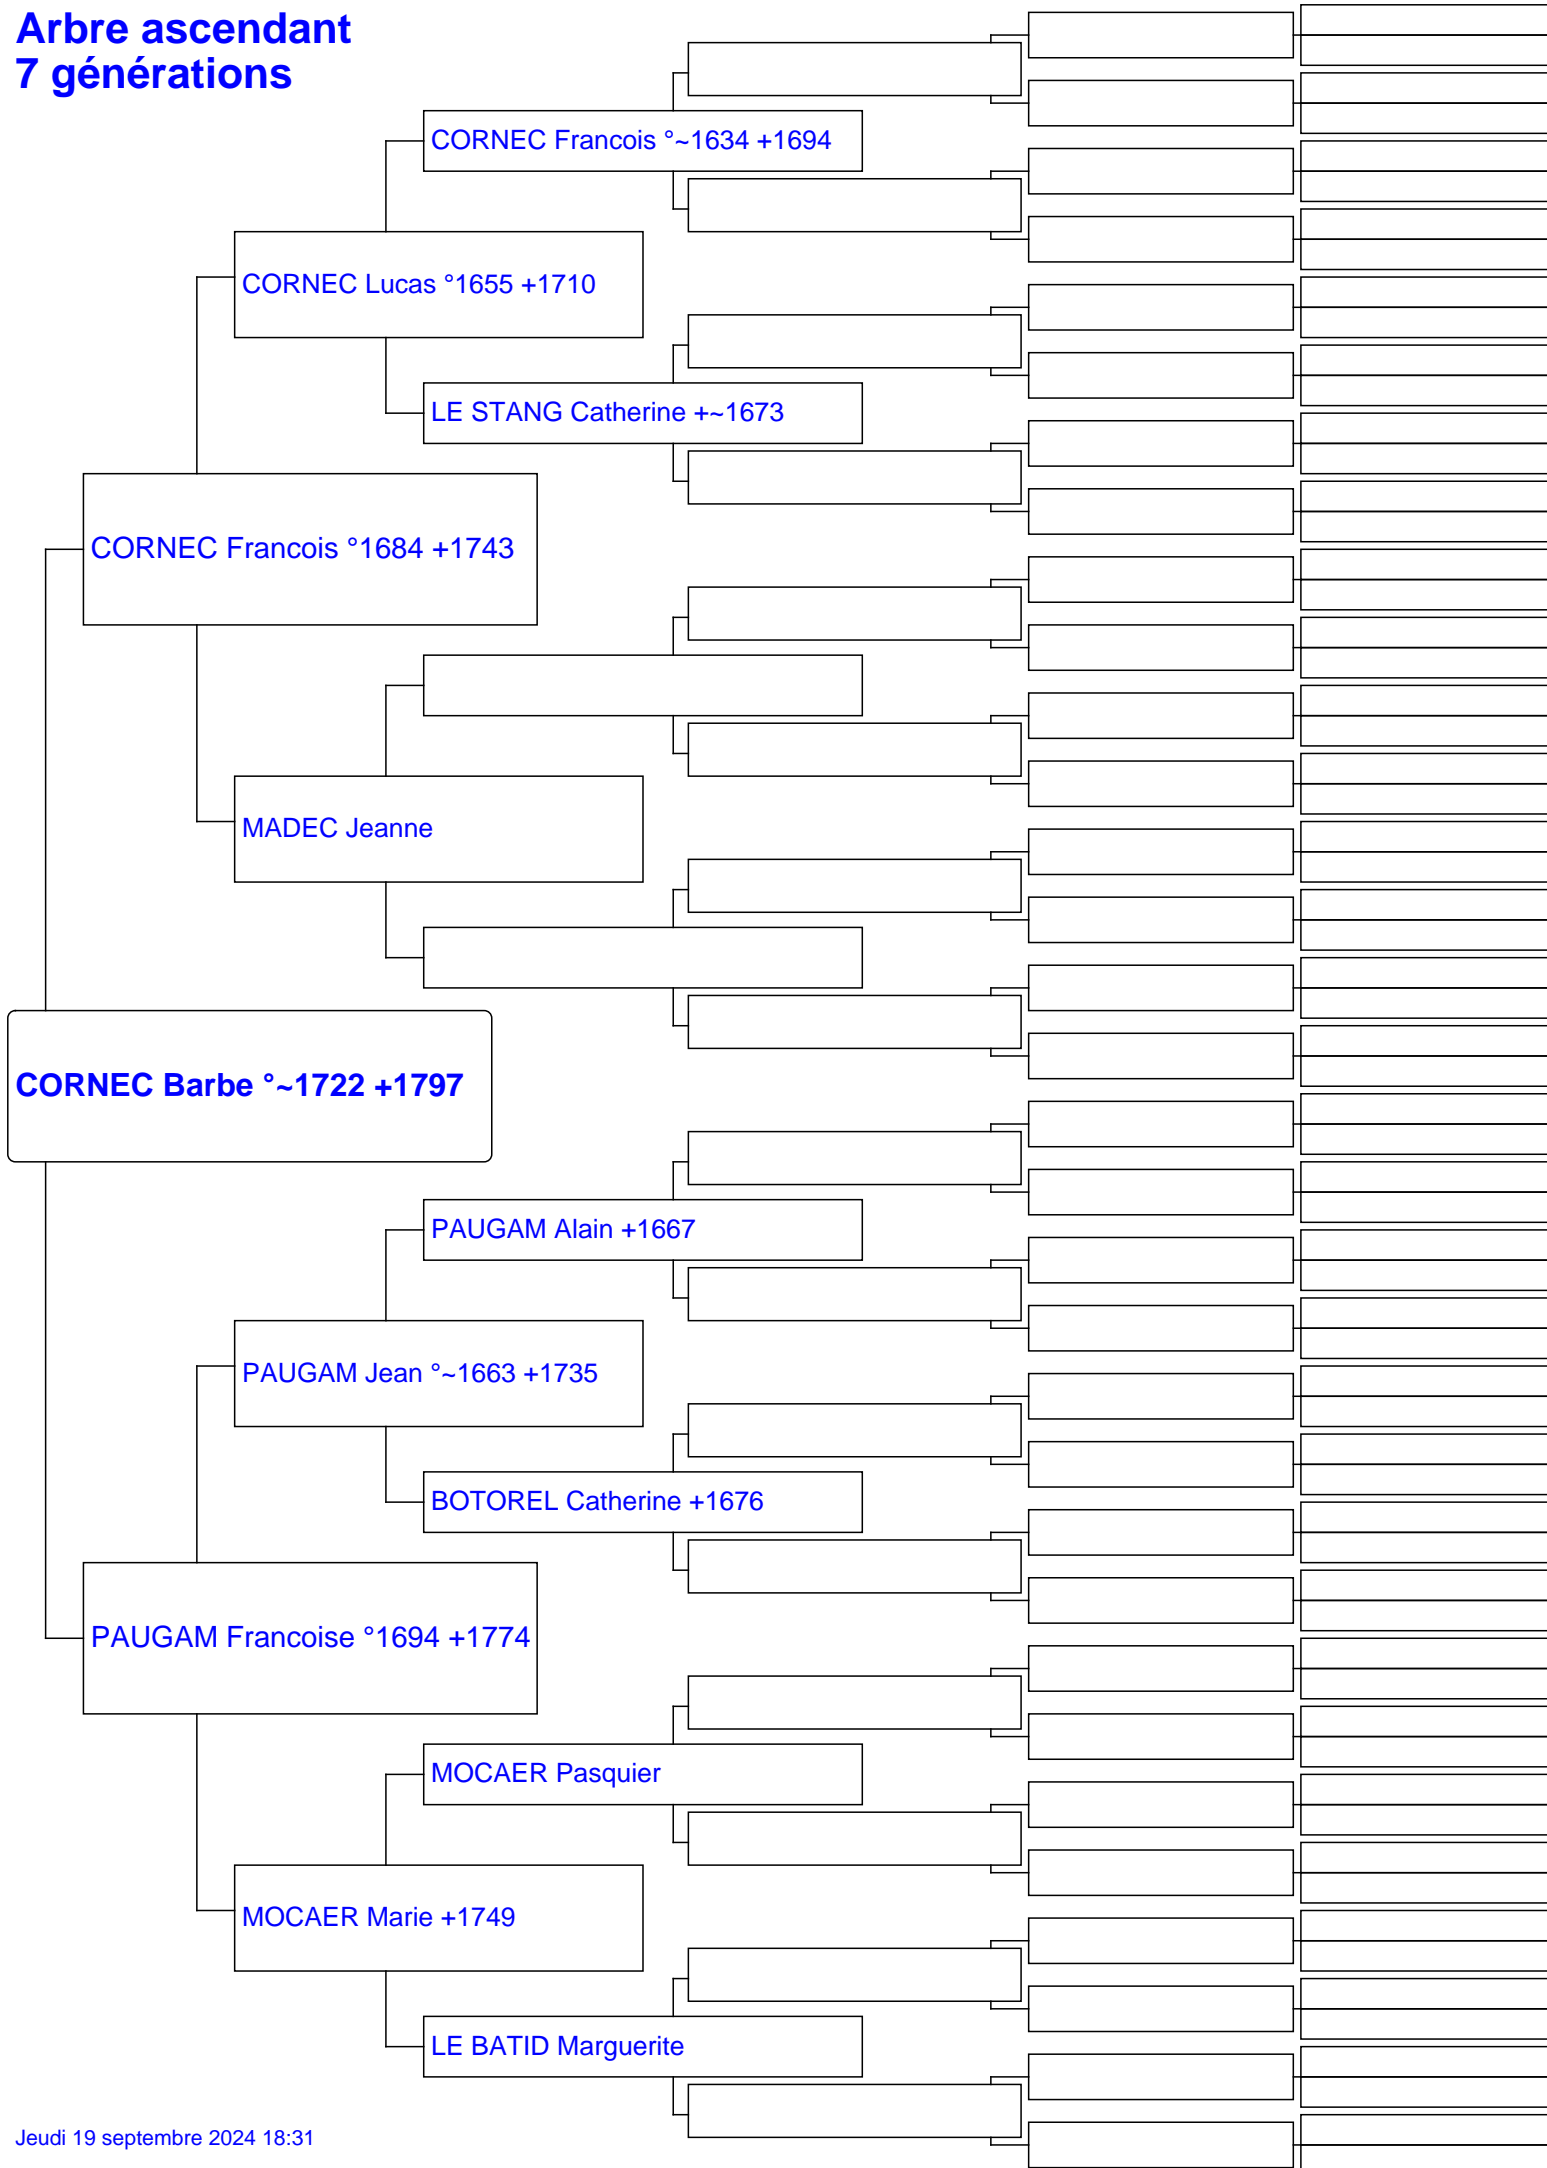 Arbre ascendant
7 générations
CORNEC Francois °~1634 +1694
CORNEC Lucas °1655 +1710
LE STANG Catherine +~1673
CORNEC Francois °1684 +1743
MADEC Jeanne
CORNEC Barbe °~1722 +1797
PAUGAM Alain +1667
PAUGAM Jean °~1663 +1735
BOTOREL Catherine +1676
PAUGAM Francoise °1694 +1774
MOCAER Pasquier
MOCAER Marie +1749
LE BATID Marguerite
Jeudi 19 septembre 2024 18:31